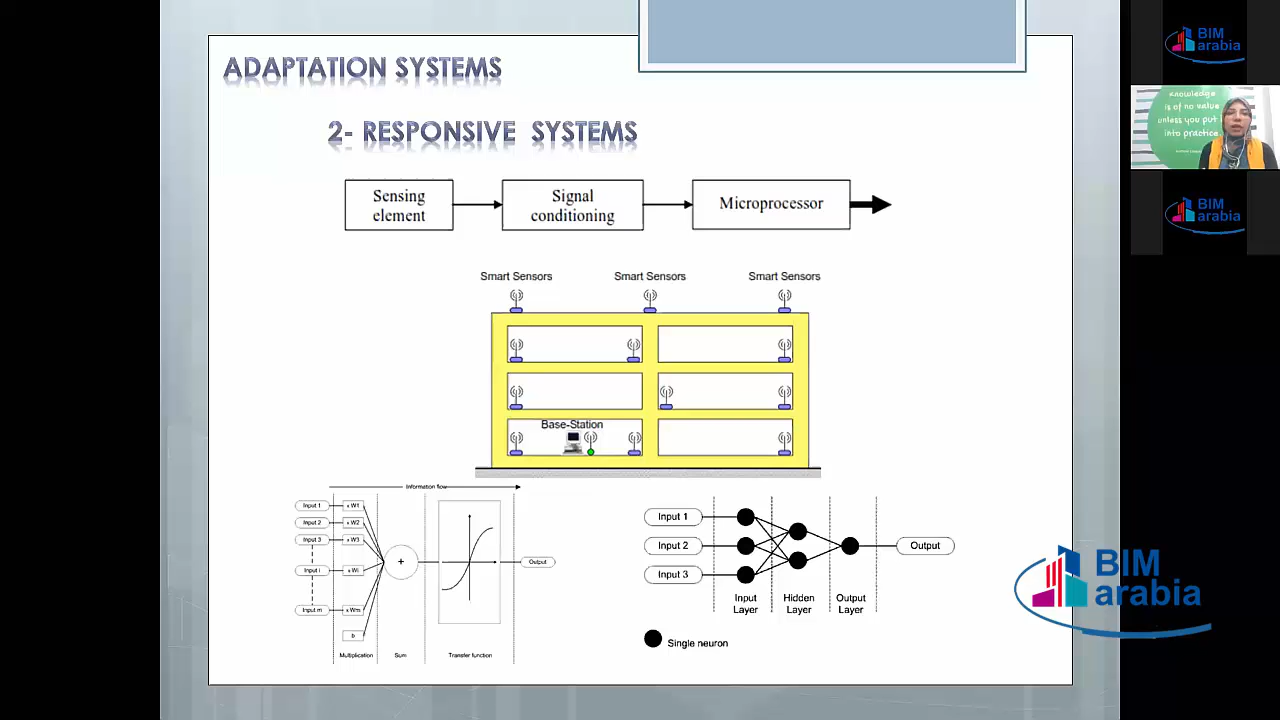 ADAPTATION SYSTEMS
2- RESPONSIVE SYSTEMS
Sensing
element
Signal
conditioning
Microprocessor
Smart Sensors
Smart Sensors
Smart Sensors
Base-Station
Information flow
Input 1
x W1
Input 2
x W2
Input 3
x W3
Input i
x Wi
Input m
x Wm
b
+
Output
Multiplication
Sum
Transfer function
Input 1
Input 2
Input 3
Output
Input
Layer
Hidden
Layer
Output
Layer
Single neuron
BIM
arabia
BIM
arabia
knowledge
is of no value
unless you put
into practice.
BIM
arabia